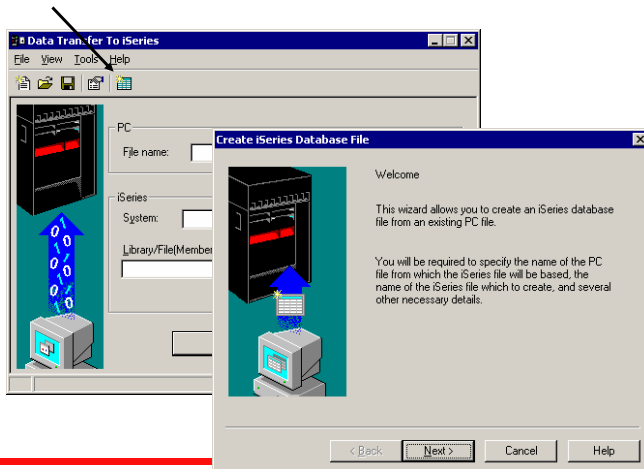 Data Transfer To iSeries
File View Tools Help
PC
File name:
iSeries
System:
Library/File(Member
Create iSeries Database File
Welcome
This wizard allows you to create an iSeries database
file from an existing PC file.
You will be required to specify the name of the PC
file from which the iSeries file will be based, the
name of the iSeries file which to create, and several
other necessary details.
< Back Next > Cancel Help